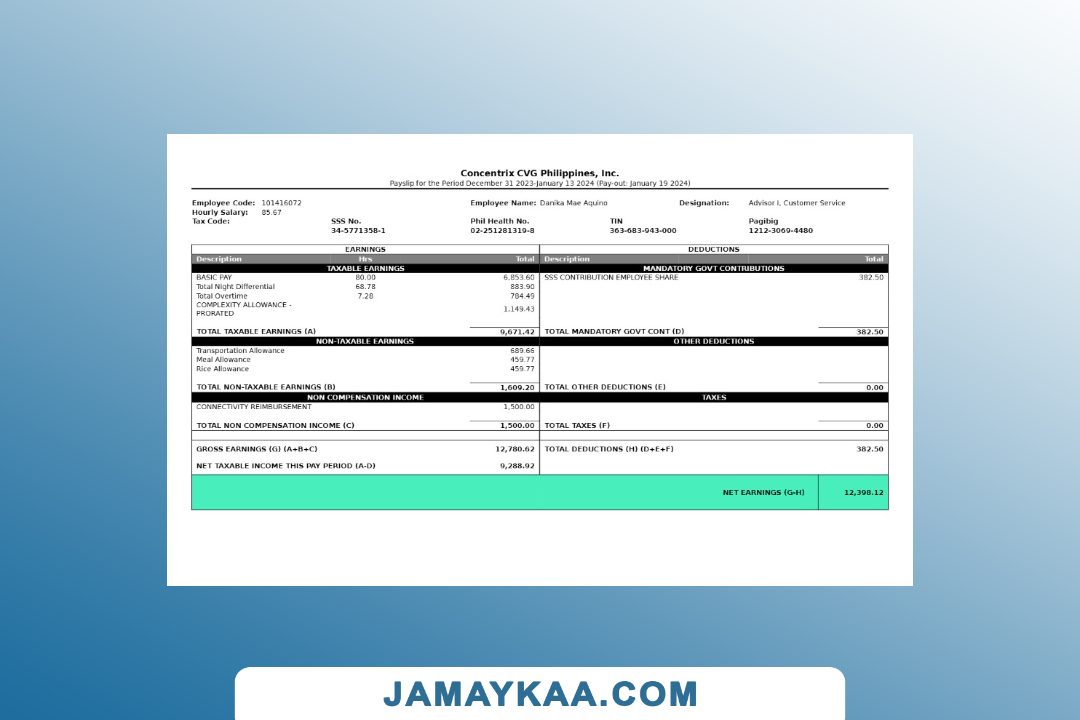 Concentrix CVG Philippines, Inc.
Payslip for the Period December 31 2023-January 13 2024 (Pay-out: January 19 2024)
Employee Code: 101416072 Employee Name: Danika Mae Aquino Designation: Advisor I, Customer Service
Hourly Salary: 85.67
Tax Code: SSS No. Phil Health No. TIN Pagibig
34-5771358-1 02-251281319-8 363-683-943-000 1212-3069-4480
EARNINGS DEDUCTIONS
Description Hrs Total Description Total
TAXABLE EARNINGS MANDATORY GOVT CONTRIBUTIONS
BASIC PAY 80.00 6,853.60 SSS CONTRIBUTION EMPLOYEE SHARE 382.50
Total Night Differential 68.78 883.90
Total Overtime 7.28 784.49
COMPLEXITY ALLOWANCE -
PRORATED 1,149.43
TOTAL TAXABLE EARNINGS (A) 9,671.42 TOTAL MANDATORY GOVT CONT (D) 382.50
NON-TAXABLE EARNINGS OTHER DEDUCTIONS
Transportation Allowance 689.66
Meal Allowance 459.77
Rice Allowance 459.77
TOTAL NON-TAXABLE EARNINGS (B) 1,609.20 TOTAL OTHER DEDUCTIONS (E) 0.00
NON COMPENSATION INCOME TAXES
CONNECTIVITY REIMBURSEMENT 1,500.00
TOTAL NON COMPENSATION INCOME (C) 1,500.00 TOTAL TAXES (F) 0.00
GROSS EARNINGS (G) (A+B+C) 12,780.62 TOTAL DEDUCTIONS (H) (D+E+F) 382.50
NET TAXABLE INCOME THIS PAY PERIOD (A-D) 9,288.92
NET EARNINGS (G-H) 12,398.12
JAMAYKAA.COM